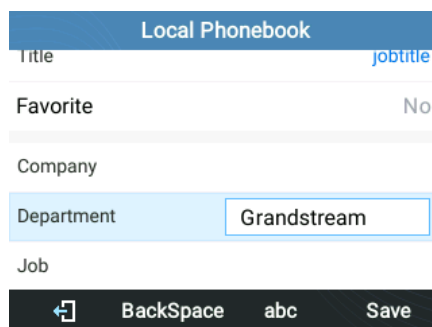 Local Phonebook
Title jobtitle
Favorite No
Company
Department Grandstream
Job
BackSpace abc Save